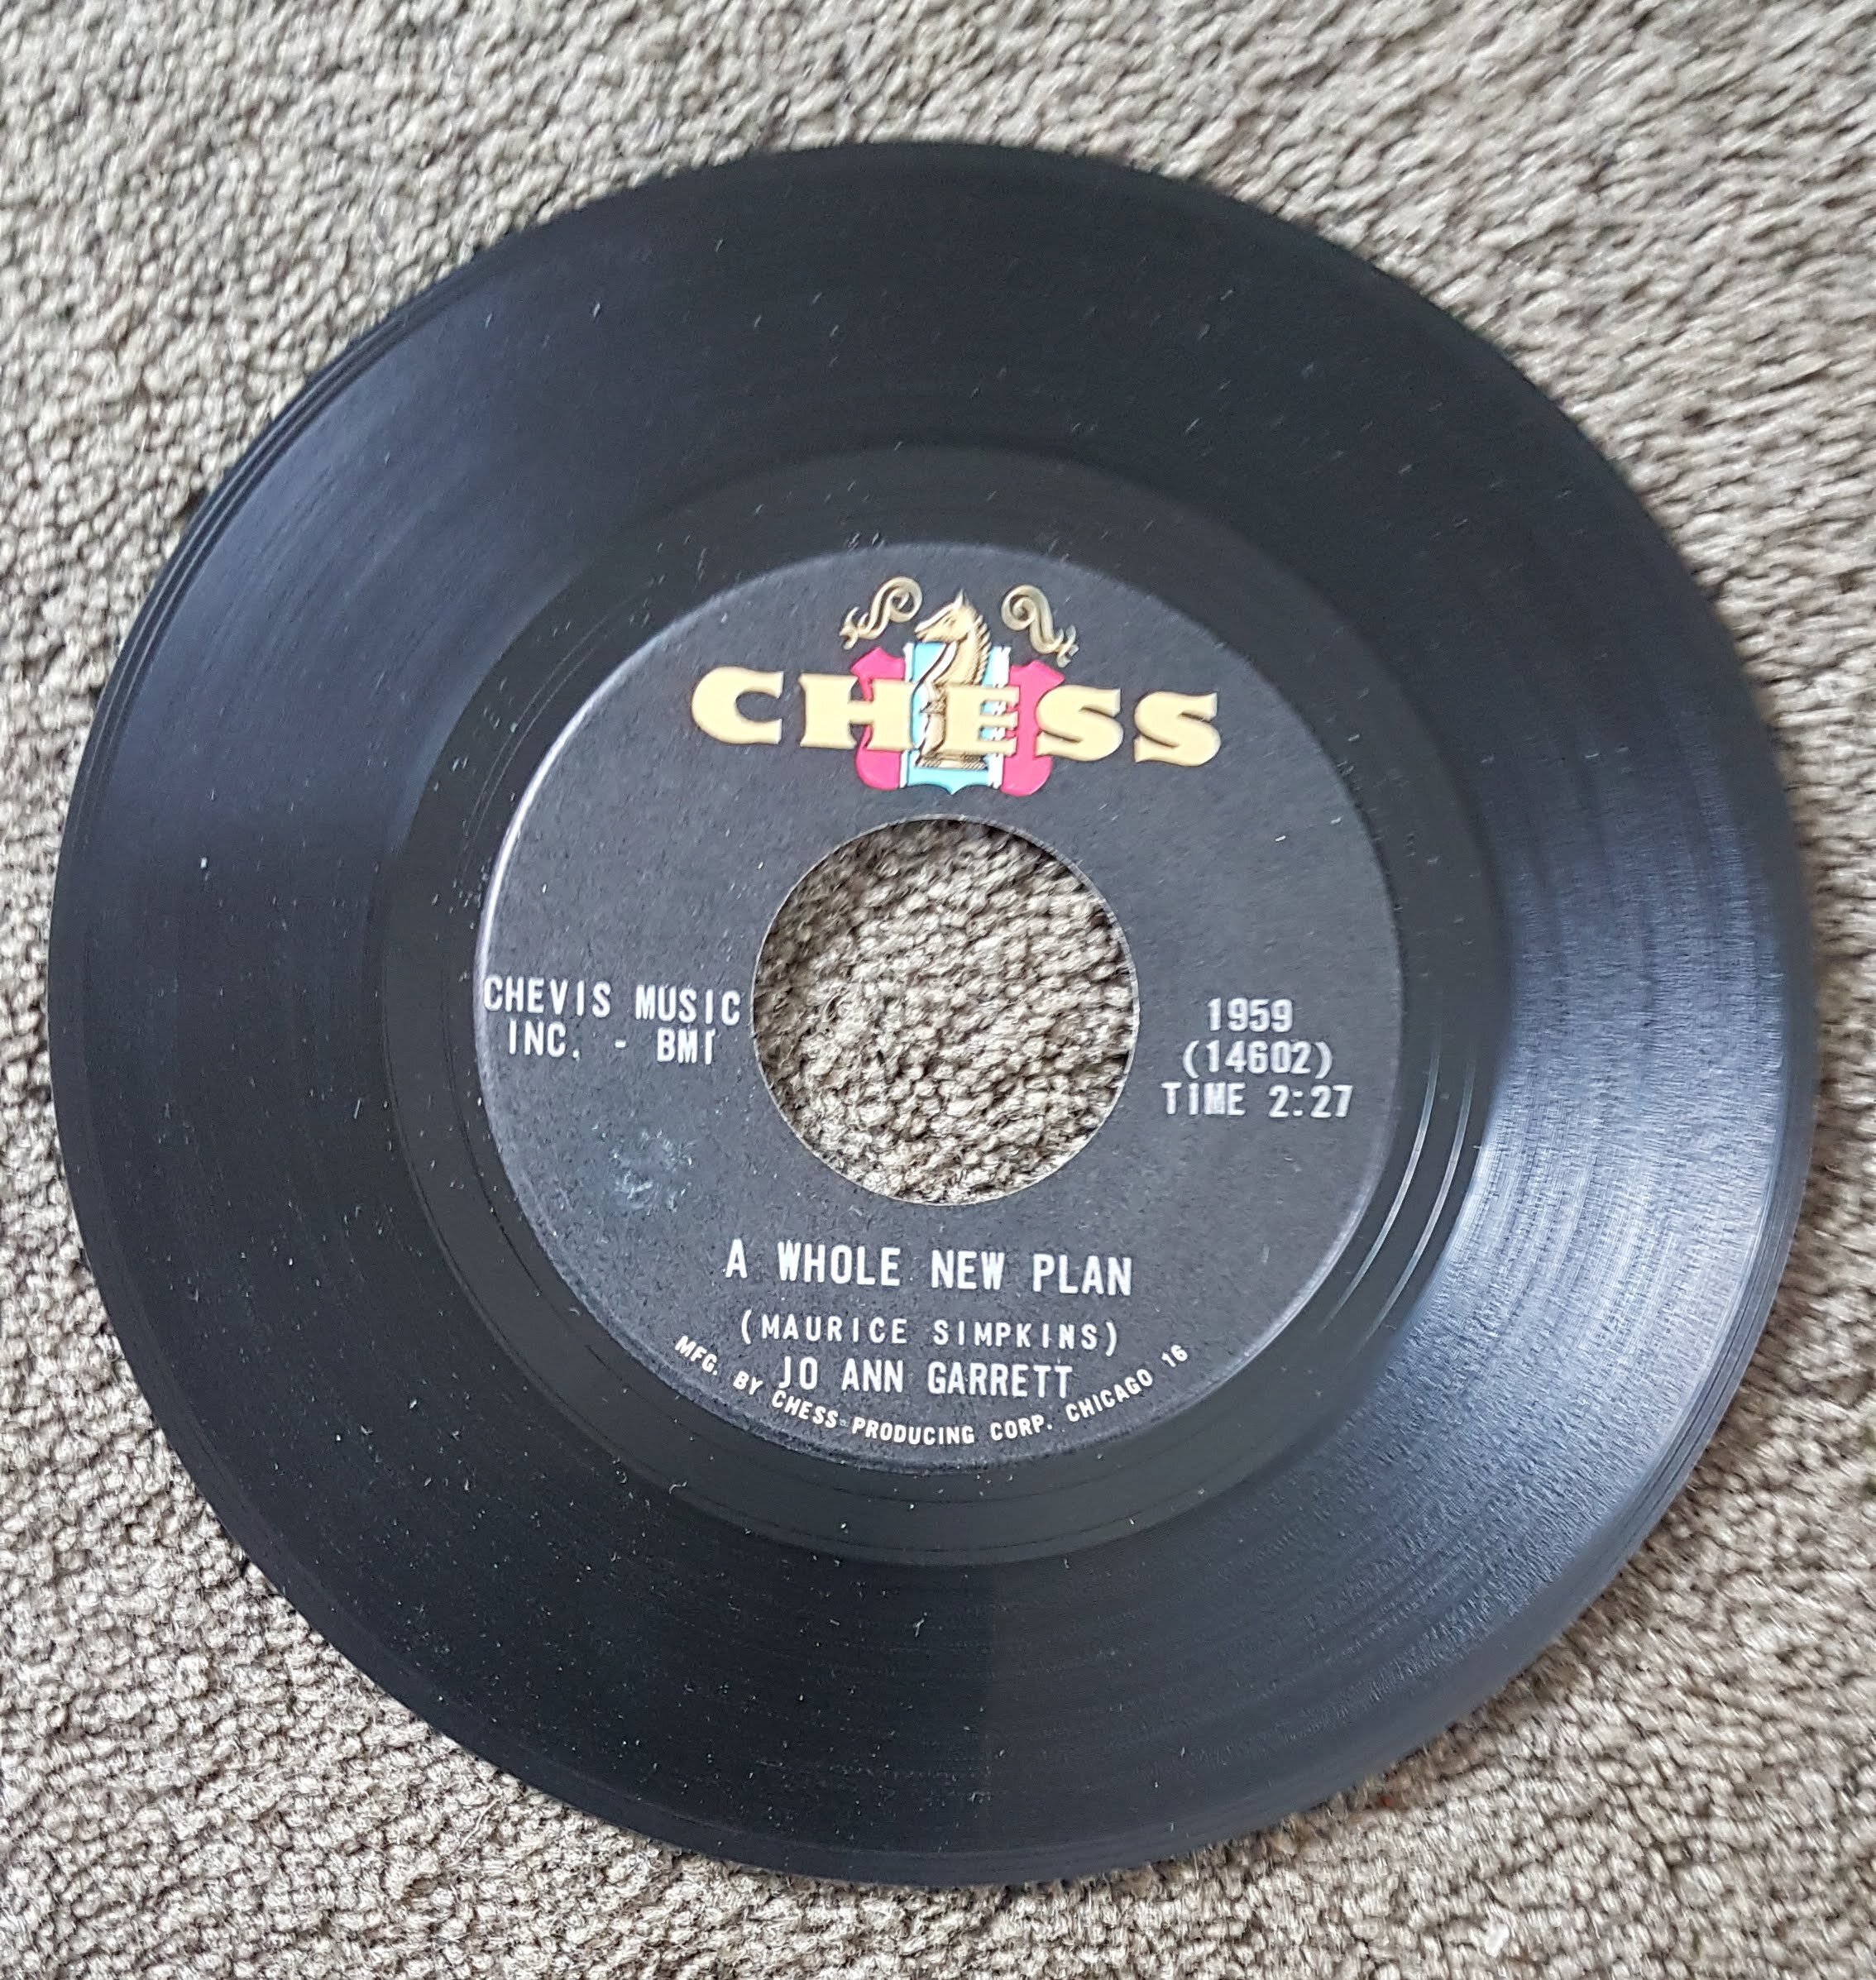 CHESS
CHEVIS MUSIC
INC. - BMI
1959
(14602)
TIME 2:27
A WHOLE NEW PLAN
(MAURICE SIMPKINS)
JO ANN GARRETT
MFG. BY CHESS PRODUCING CORP. CHICAGO 16